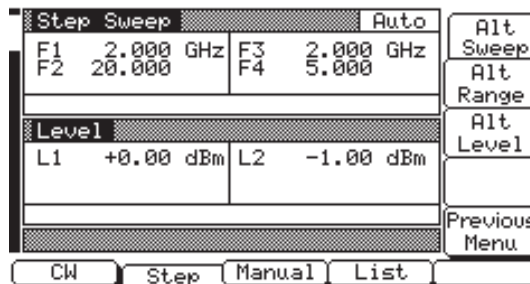 Step Sweep Auto
F1 2.000 GHz F3 2.000 GHz
F2 20.000 F4 5.000
Level
L1 +0.00 dBm L2 -1.00 dBm
Alt
Sweep
Alt
Range
Alt
Level
Previous
Menu
CW Step Manual List